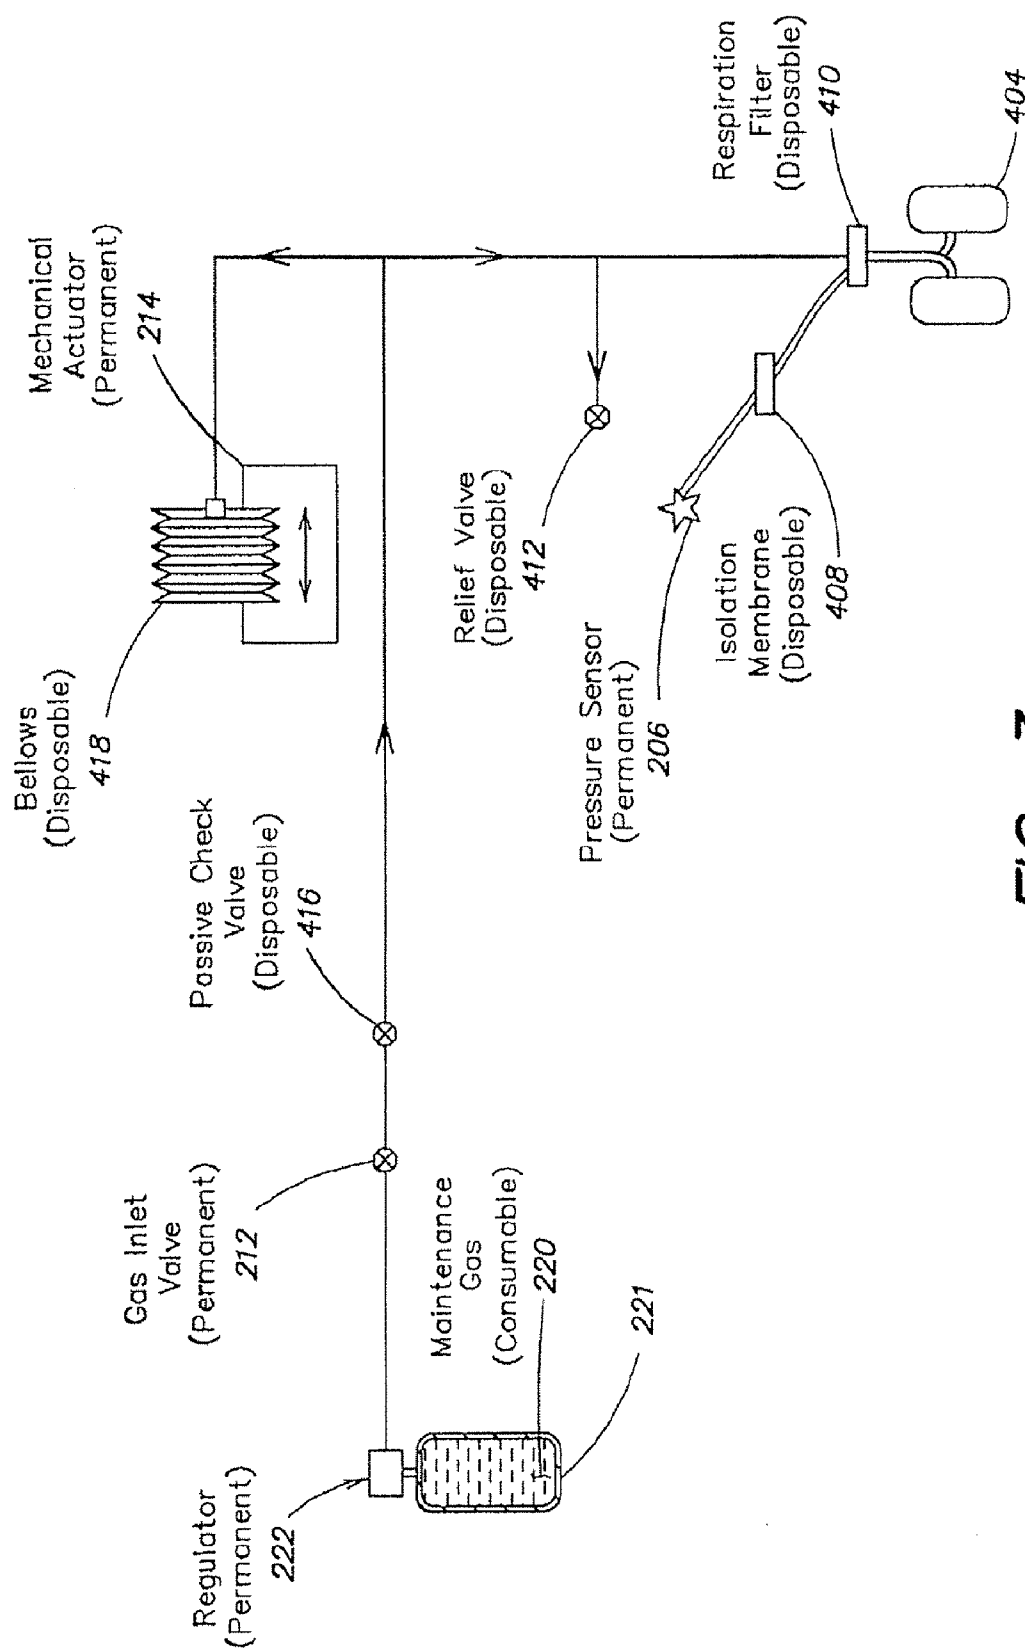 Regulator
(Permanent)
222
Gas Inlet
Valve
(Permanent)
212
Passive Check
Valve
(Disposable)
416
Bellows
(Disposable)
418
Mechanical
Actuator
(Permanent)
214
Maintenance
Gas
(Consumable)
220
221
Relief Valve
(Disposable)
412
Pressure Sensor
(Permanent)
206
Isolation
Membrane
(Disposable)
408
Respiration
Filter
(Disposable)
410
404
FIG.